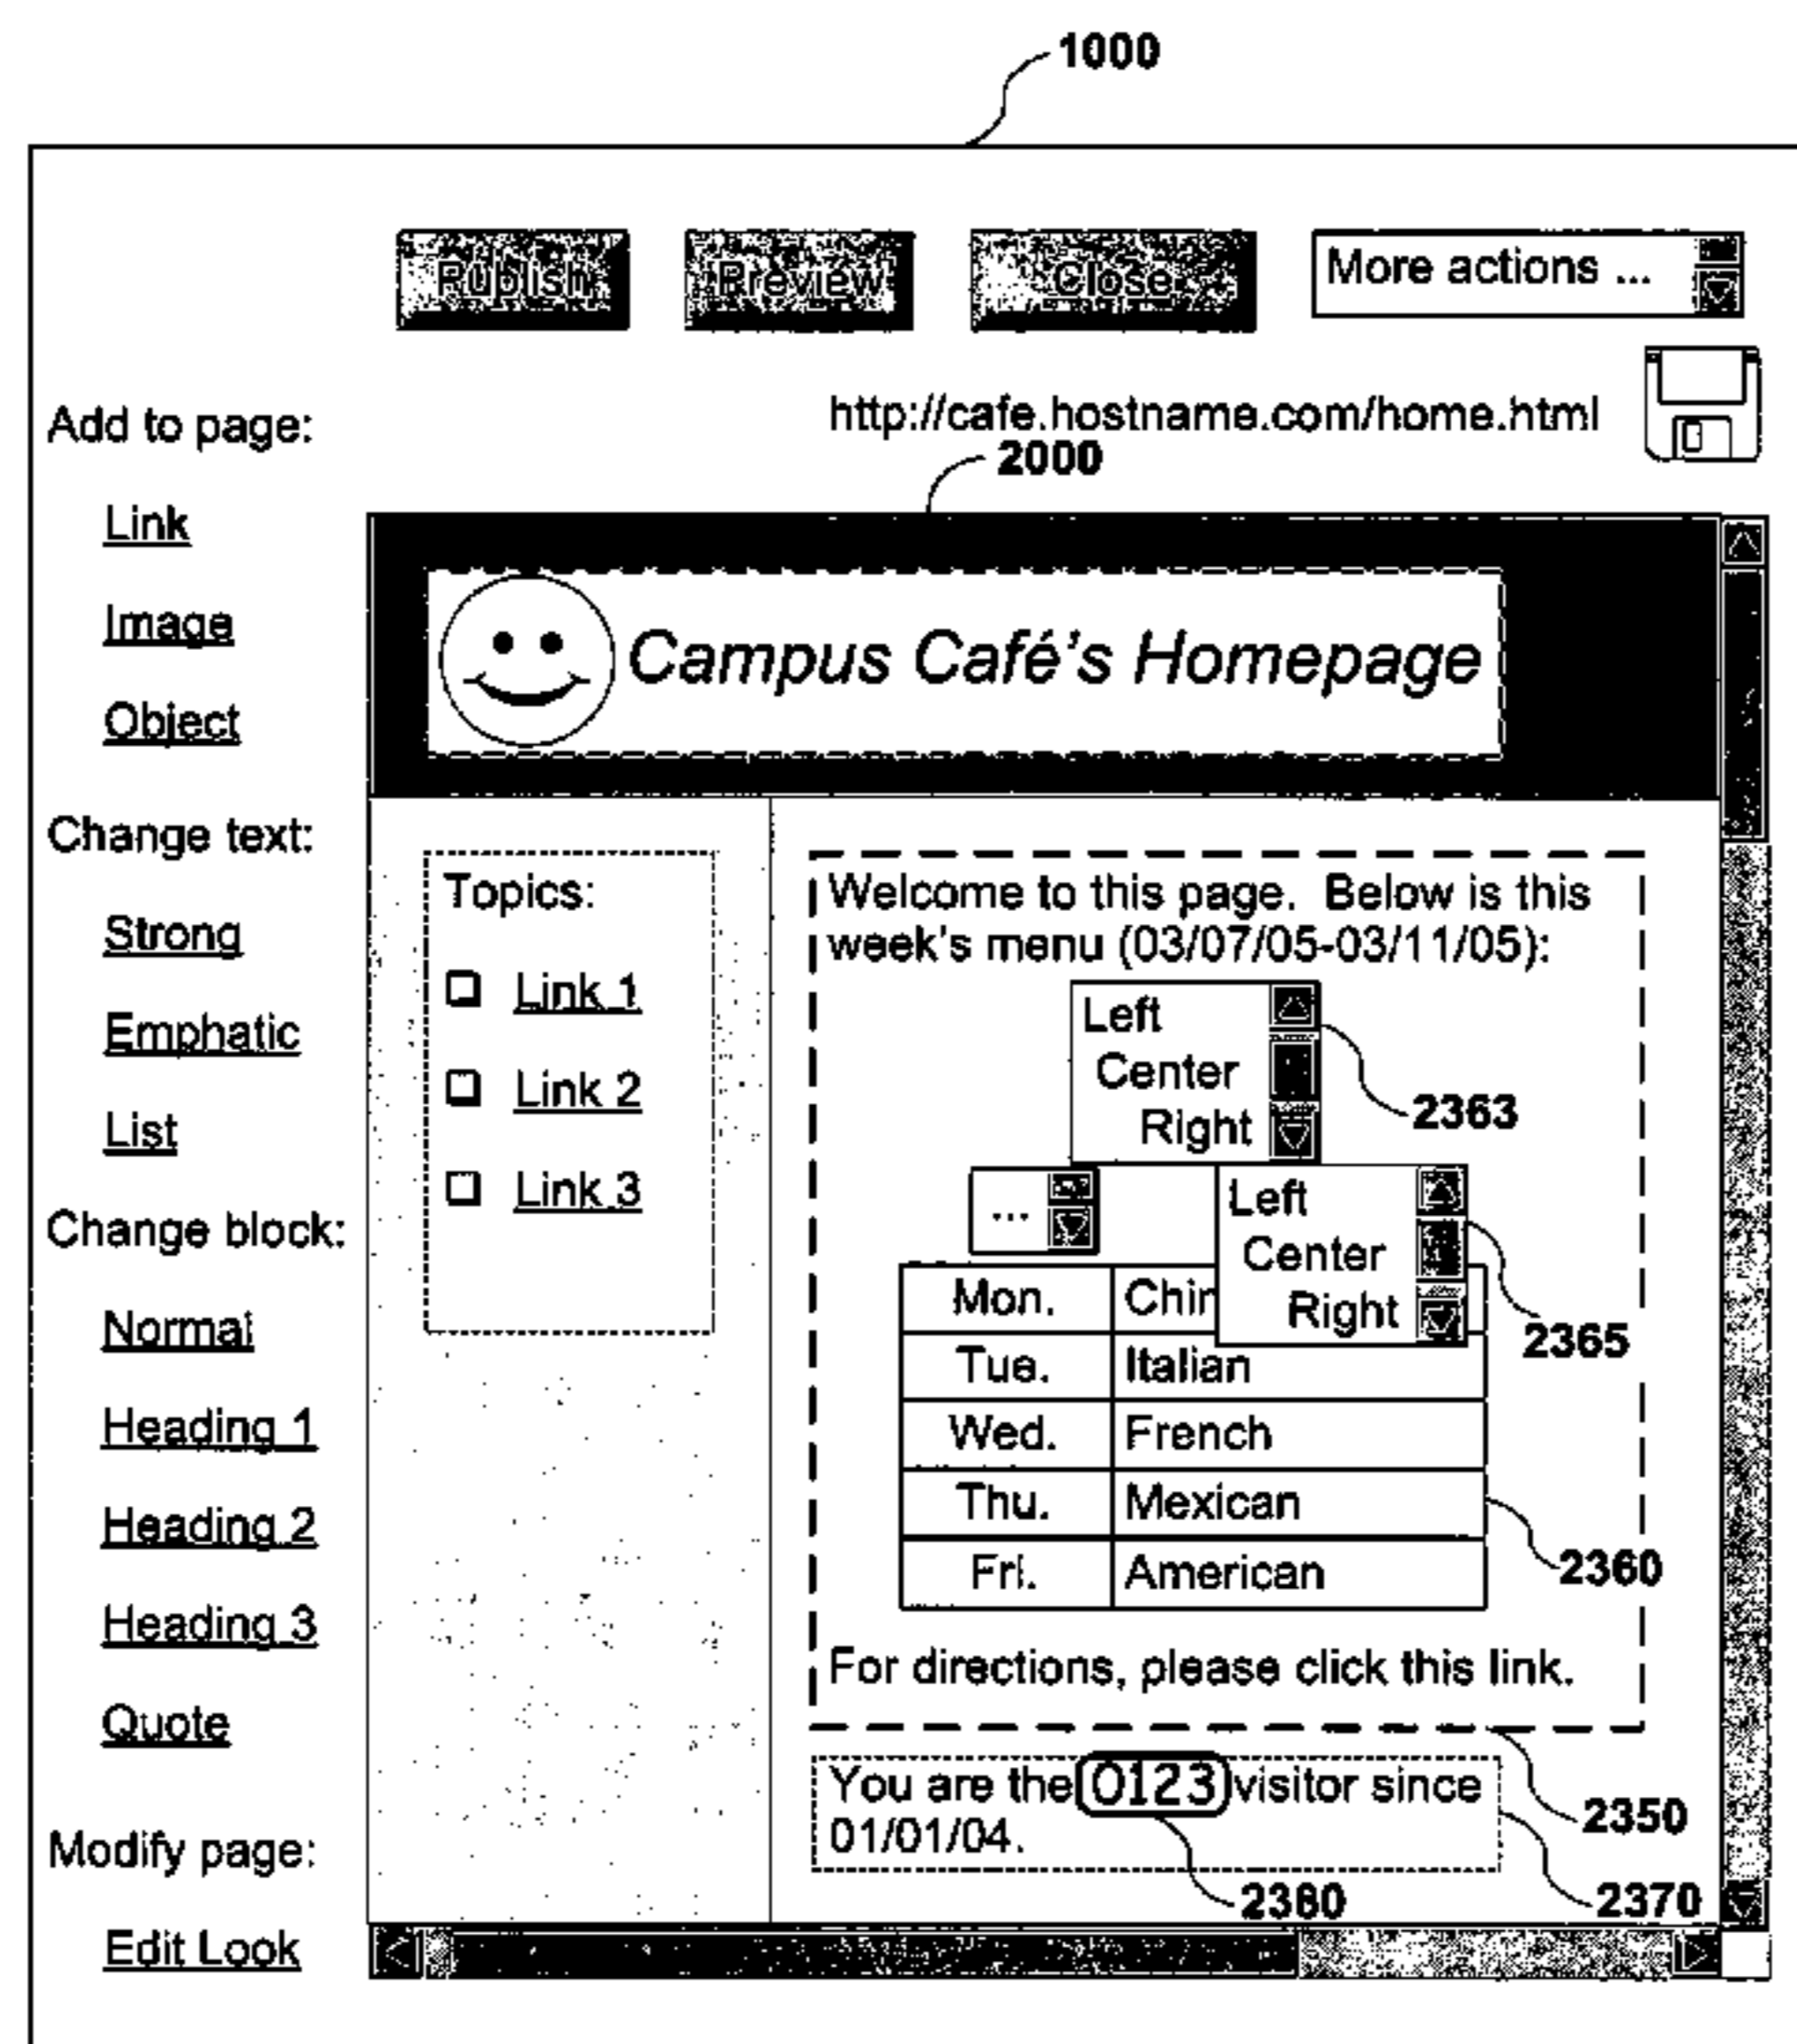 1000
Publish
Preview
Close
More actions ...
http://cafe.hostname.com/home.html
2000
Add to page:
Link
Image
Object
Change text:
Strong
Emphatic
List
Change block:
Normal
Heading 1
Heading 2
Heading 3
Quote
Modify page:
Edit Look
Campus Café's Homepage
Topics:
Link 1
Link 2
Link 3
Welcome to this page. Below is this
week's menu (03/07/05-03/11/05):
Left
Center
Right
2363
...
Left
Center
Right
2365
Mon. Chin
Tue. Italian
Wed. French
Thu. Mexican
Fri. American
2360
For directions, please click this link.
2350
You are the 0123 visitor since
01/01/04.
2380
2370